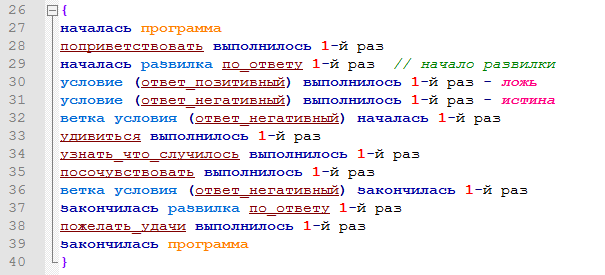 26 {
27 началась программа
28 поприветствовать выполнилось 1-й раз
29 началась развилка по_ответу 1-й раз // начало развилки
30 условие (ответ_позитивный) выполнилось 1-й раз - ложь
31 условие (ответ_негативный) выполнилось 1-й раз - истина
32 ветка условия (ответ_негативный) началась 1-й раз
33 удивиться выполнилось 1-й раз
34 узнать_что_случилось выполнилось 1-й раз
35 посочувствовать выполнилось 1-й раз
36 ветка условия (ответ_негативный) закончилась 1-й раз
37 закончилась развилка по_ответу 1-й раз
38 пожелать_удачи выполнилось 1-й раз
39 закончилась программа
40 }